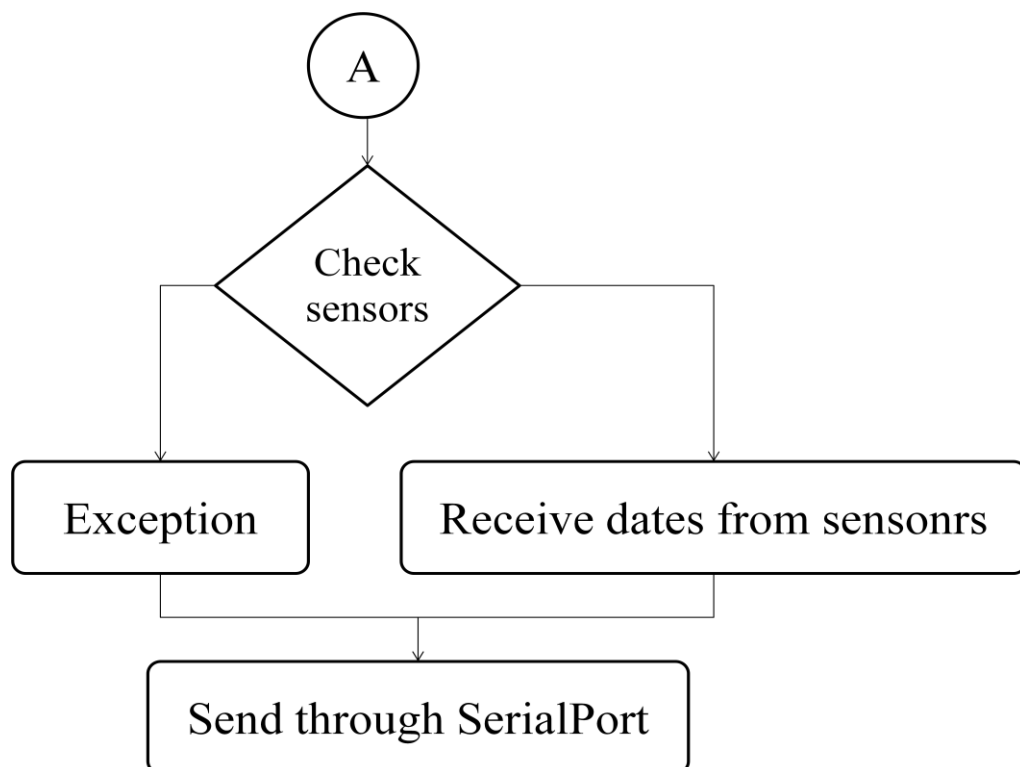 A
Check
sensors
Exception
Receive dates from sensonrs
Send through SerialPort